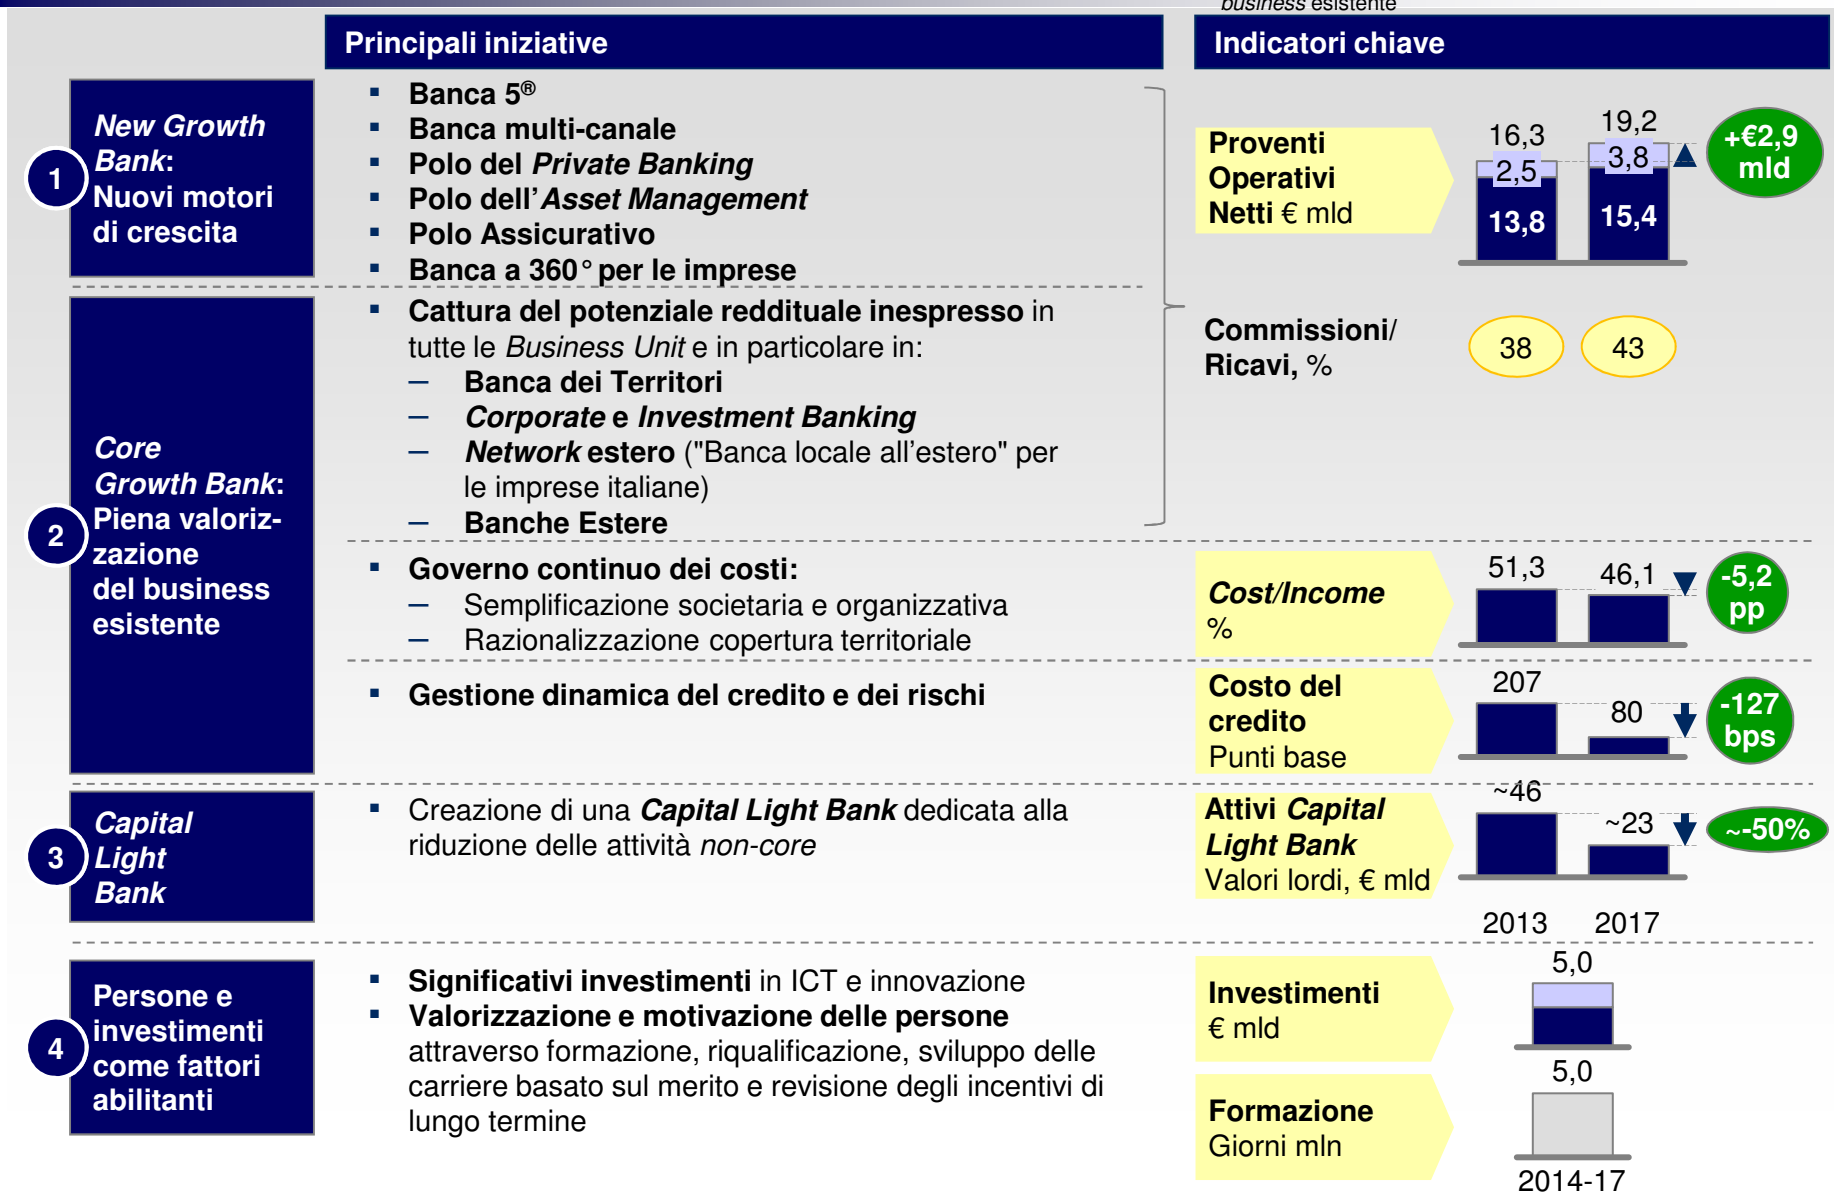 business esistente
Principali iniziative
Indicatori chiave
1
New Growth
Bank:
Nuovi motori
di crescita
▪ Banca 5®
▪ Banca multi-canale
▪ Polo del Private Banking
▪ Polo dell’Asset Management
▪ Polo Assicurativo
▪ Banca a 360° per le imprese
Proventi
Operativi
Netti € mld
16,3
2,5
13,8
19,2
3,8
15,4
+€2,9
mld
2
Core
Growth Bank:
Piena valoriz-
zazione
del business
esistente
▪ Cattura del potenziale reddituale inespresso in
tutte le Business Unit e in particolare in:
– Banca dei Territori
– Corporate e Investment Banking
– Network estero ("Banca locale all’estero" per
le imprese italiane)
– Banche Estere
Commissioni/
Ricavi, %
38
43
▪ Governo continuo dei costi:
– Semplificazione societaria e organizzativa
– Razionalizzazione copertura territoriale
Cost/Income
%
51,3
46,1
-5,2
pp
▪ Gestione dinamica del credito e dei rischi
Costo del
credito
Punti base
207
80
-127
bps
3
Capital
Light
Bank
▪ Creazione di una Capital Light Bank dedicata alla
riduzione delle attività non-core
Attivi Capital
Light Bank
Valori lordi, € mld
~46
~23
~-50%
2013
2017
4
Persone e
investimenti
come fattori
abilitanti
▪ Significativi investimenti in ICT e innovazione
▪ Valorizzazione e motivazione delle persone
attraverso formazione, riqualificazione, sviluppo delle
carriere basato sul merito e revisione degli incentivi di
lungo termine
Investimenti
€ mld
5,0
Formazione
Giorni mln
5,0
2014-17